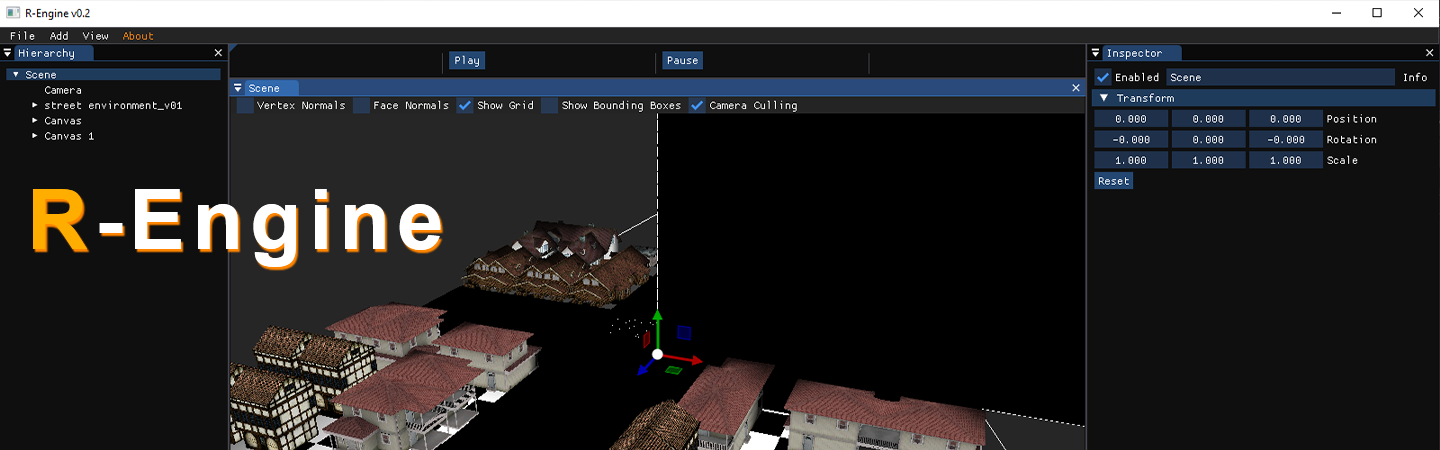 R-Engine v0.2
File Add View About
Hierarchy
Scene
Camera
street environment_v01
Canvas
Canvas 1
R-Engine
Play Pause
Scene
Vertex Normals Face Normals Show Grid Show Bounding Boxes Camera Culling
Inspector
Enabled Scene Info
Transform
0.000 0.000 0.000 Position
-0.000 0.000 -0.000 Rotation
1.000 1.000 1.000 Scale
Reset